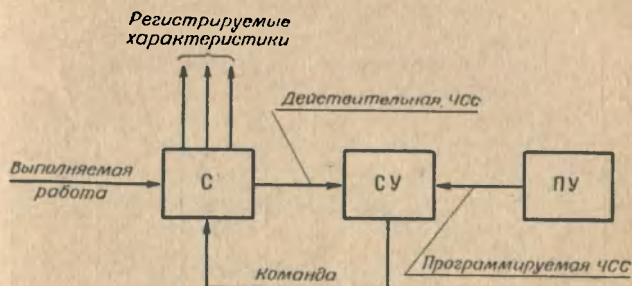 Регистрируемые
характеристики
Действительная ЧСС
Выполняемая
работа
С
СУ
ПУ
Команда
Программируемая ЧСС